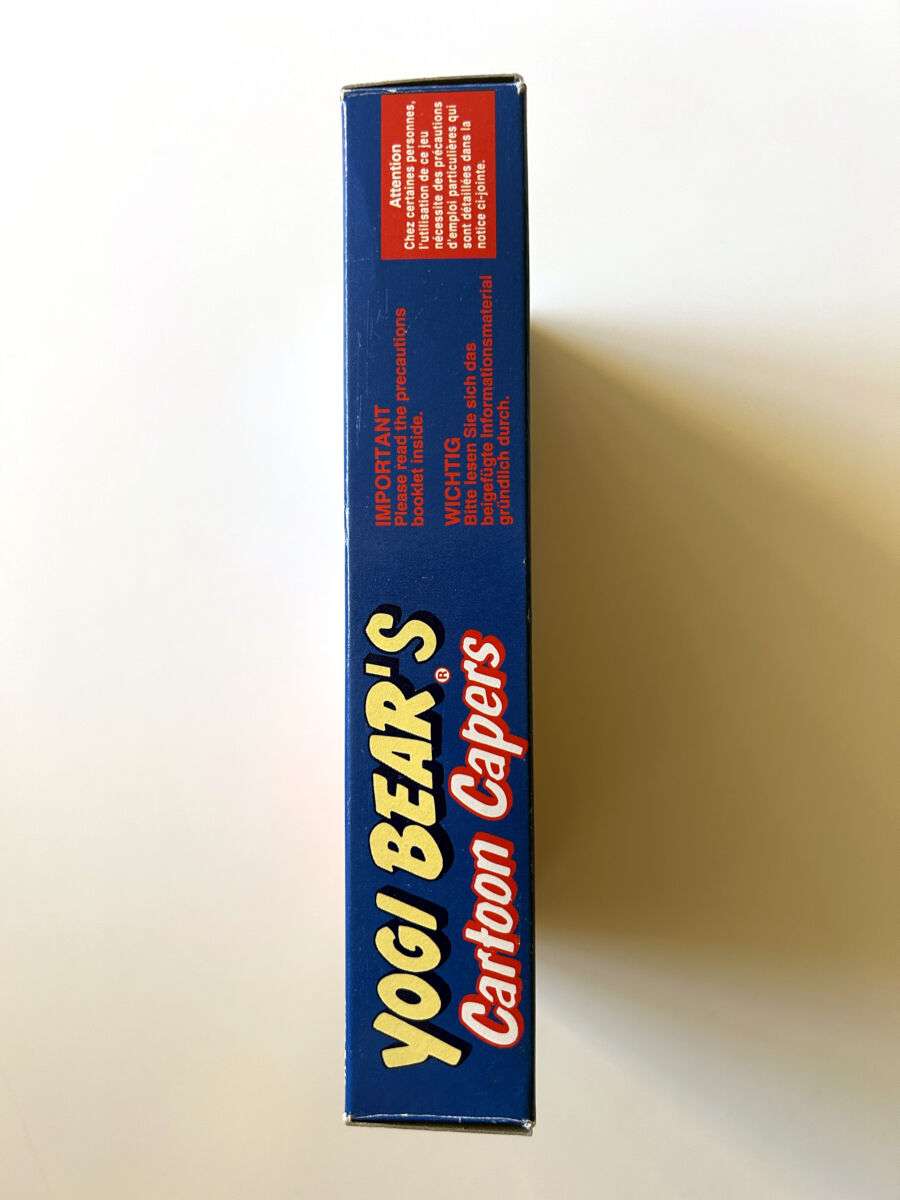 YOGI BEAR'S®
Cartoon Capers
IMPORTANT
Please read the precautions
booklet inside.
WICHTIG
Bitte lesen Sie sich das
beigefügte Informationsmaterial
gründlich durch.
Attention
Chez certaines personnes,
l'utilisation de ce jeu
nécessite des précautions
d'emploi particulières qui
sont détaillées dans la
notice ci-jointe.